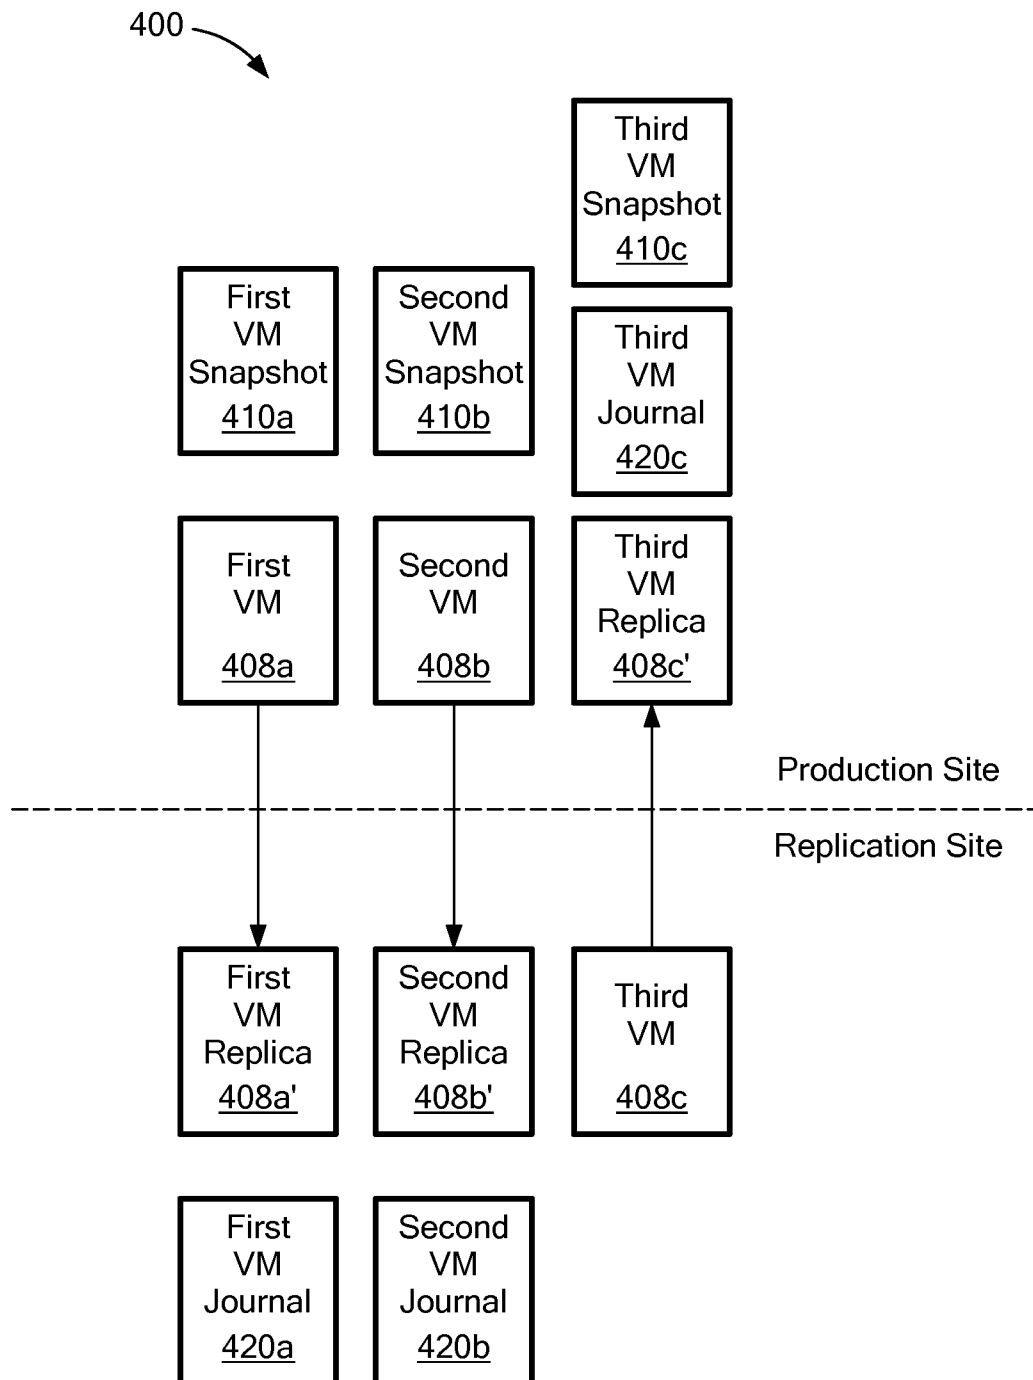 400
Third
VM
Snapshot
410c
First
VM
Snapshot
410a
Second
VM
Snapshot
410b
Third
VM
Journal
420c
First
VM
408a
Second
VM
408b
Third
VM
Replica
408c'
Production Site
Replication Site
First
VM
Replica
408a'
Second
VM
Replica
408b'
Third
VM
408c
First
VM
Journal
420a
Second
VM
Journal
420b